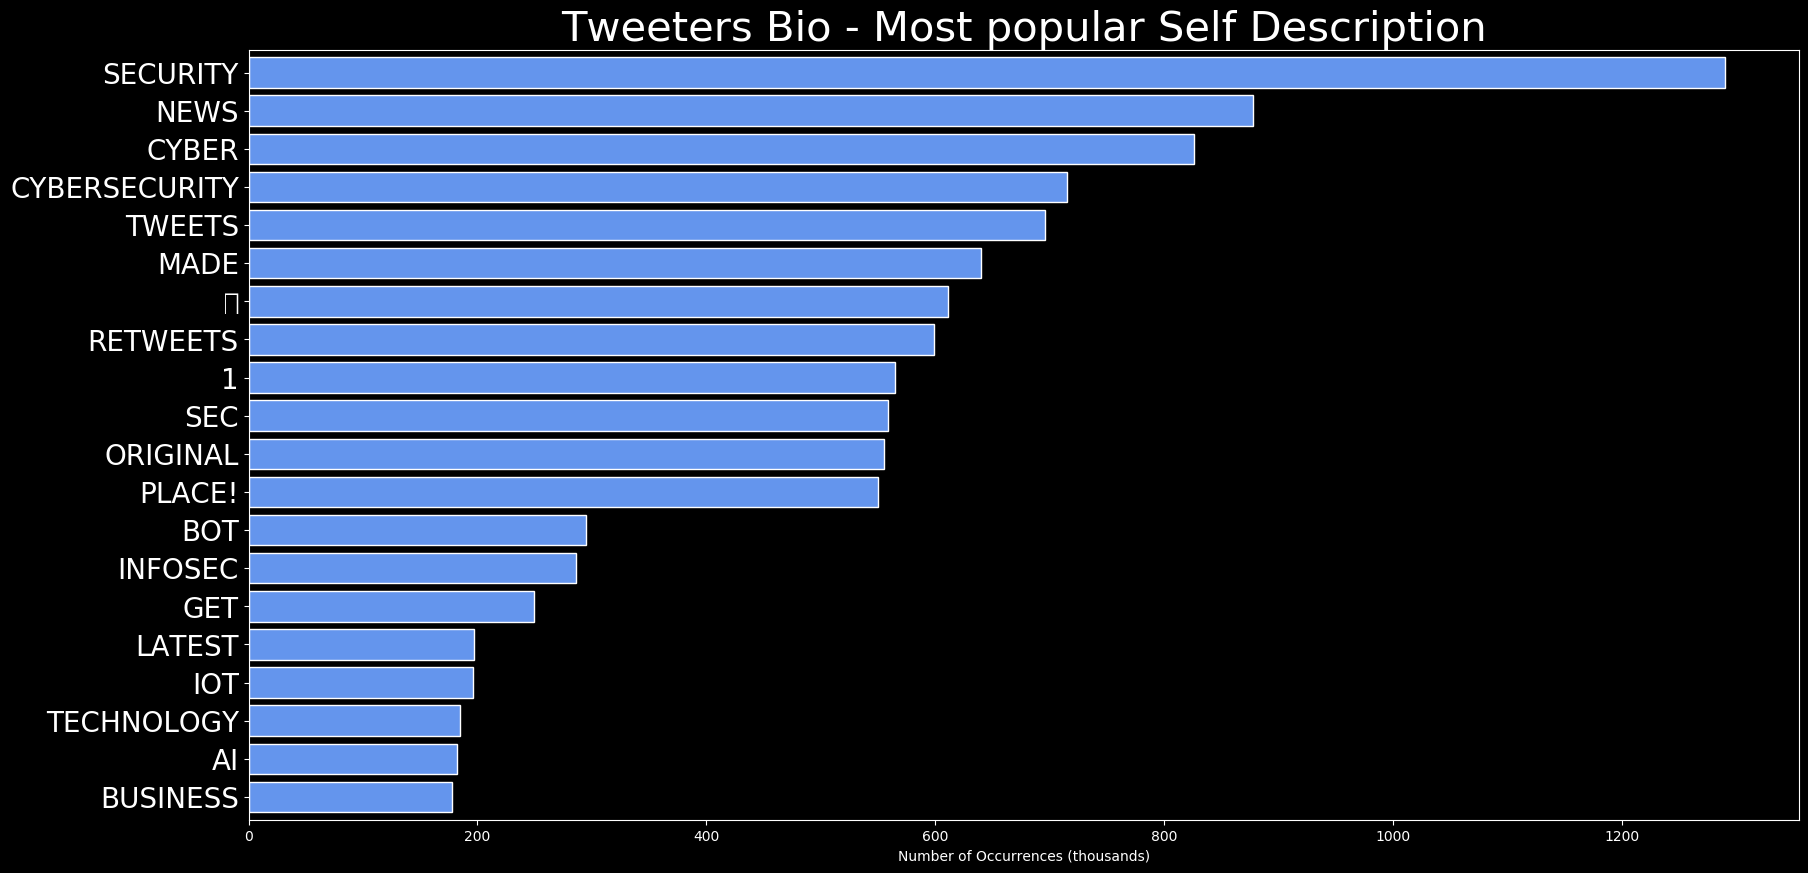 Tweeters Bio - Most popular Self Description
SECURITY
NEWS
CYBER
CYBERSECURITY
TWEETS
MADE
RETWEETS
1
SEC
ORIGINAL
PLACE!
BOT
INFOSEC
GET
LATEST
IOT
TECHNOLOGY
AI
BUSINESS
0 200 400 600 800 1000 1200
Number of Occurrences (thousands)